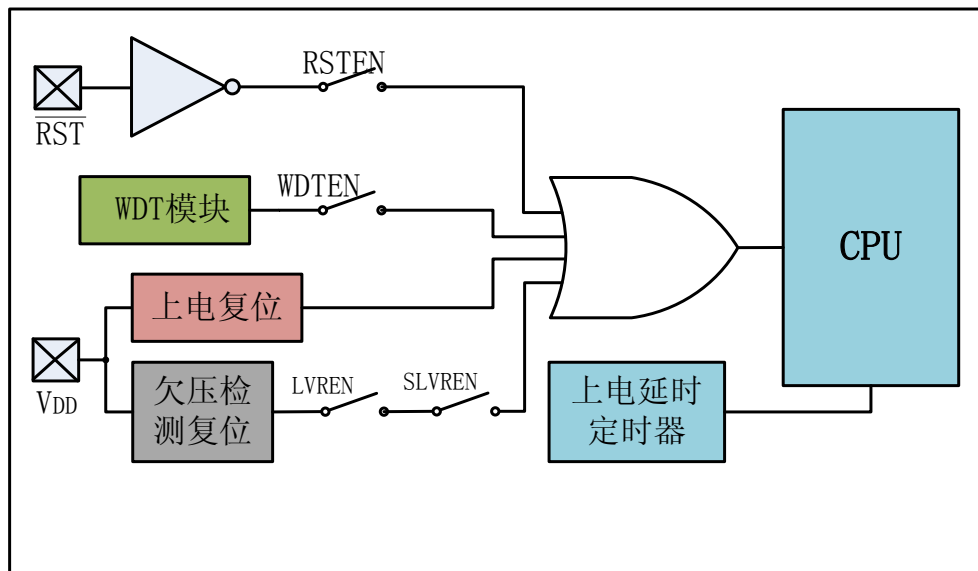 RSTEN
RST
WDT模块
WDTEN
CPU
上电复位
VDD
欠压检
测复位
LVREN
SLVREN
上电延时
定时器